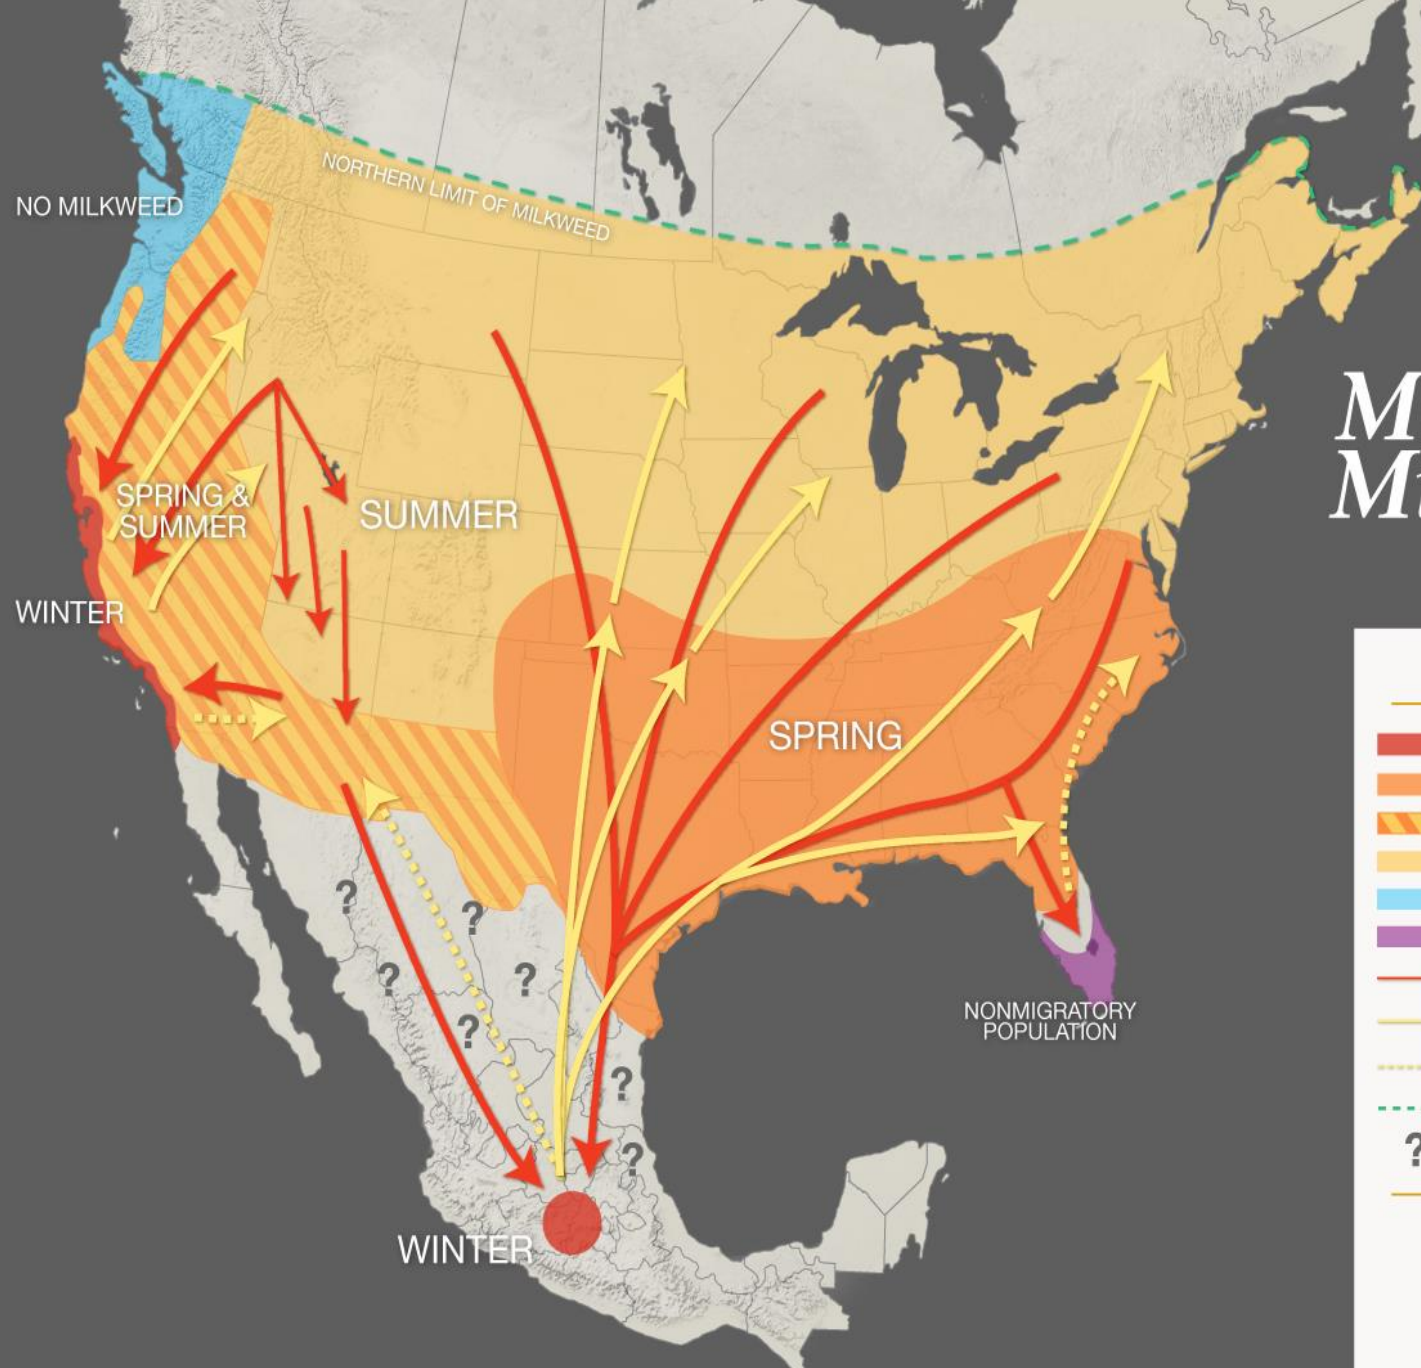 NO MILKWEED
NORTHERN LIMIT OF MILKWEED
M
M
SPRING &
SUMMER
SUMMER
WINTER
SPRING
?
?
?
?
?
NONMIGRATORY
POPULATION
?
?
?
WINTER